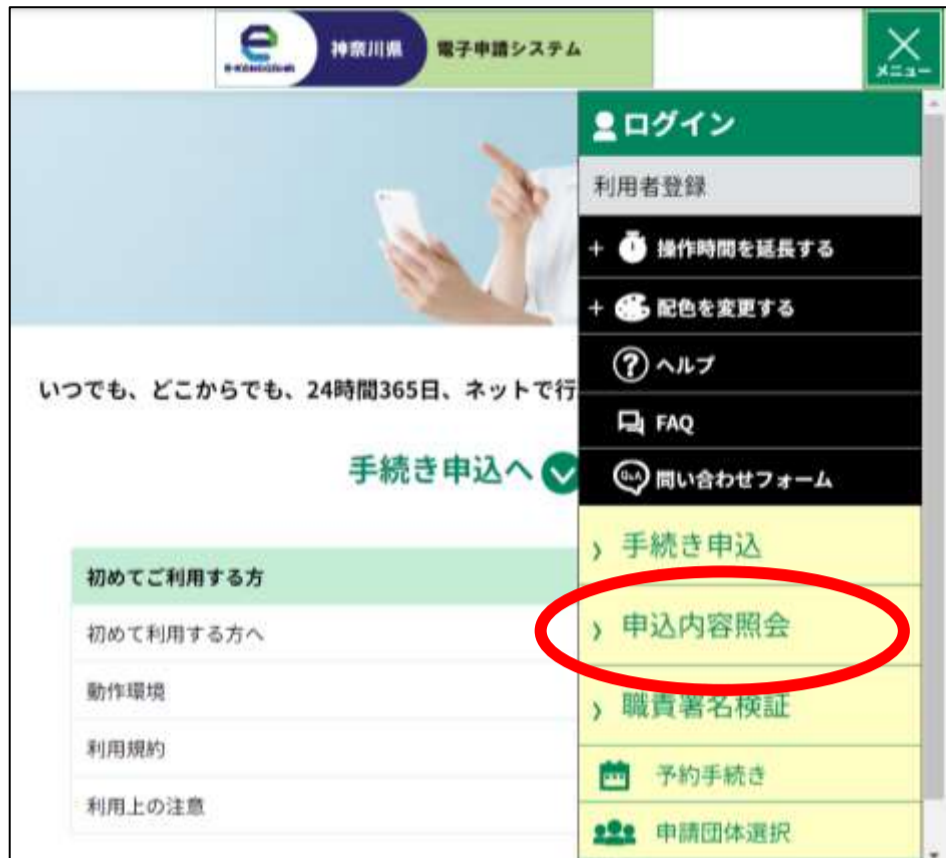 e-KANAGAWA
神奈川県
電子申請システム
メニュー
ログイン
利用者登録
+ 操作時間を延長する
+ 配色を変更する
? ヘルプ
FAQ
Q&A 問い合わせフォーム
いつでも、どこからでも、24時間365日、ネットで行
手続き申込へ
初めてご利用する方
初めて利用する方へ
動作環境
利用規約
利用上の注意
› 手続き申込
› 申込内容照会
› 職責署名検証
予約手続き
申請団体選択